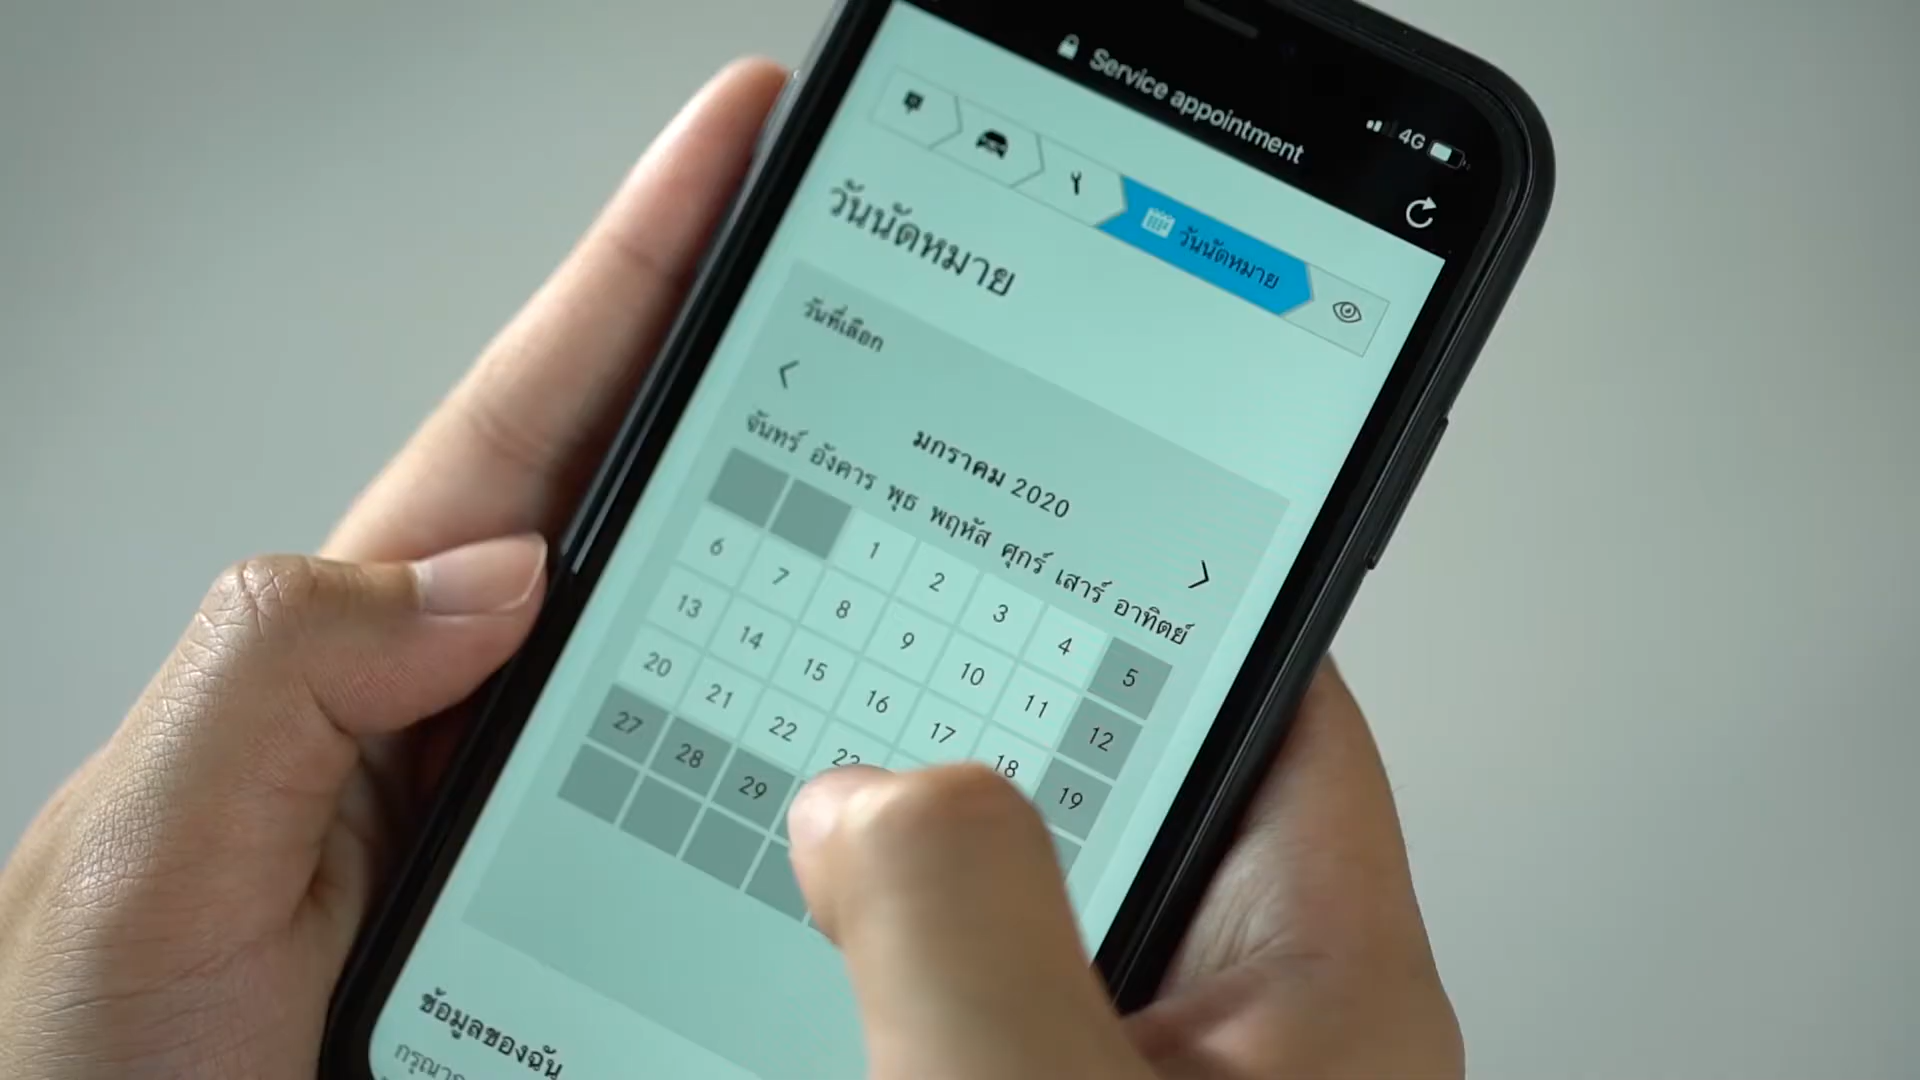 Service appointment
4G
วันนัดหมาย
วันนัดหมาย
วันที่เลือก
มกราคม 2020
จันทร์ อังคาร พุธ พฤหัส ศุกร์ เสาร์ อาทิตย์
1 2 3 4 5
6 7 8 9 10 11 12
13 14 15 16 17 18 19
20 21 22 23
27 28 29
ข้อมูลของฉัน